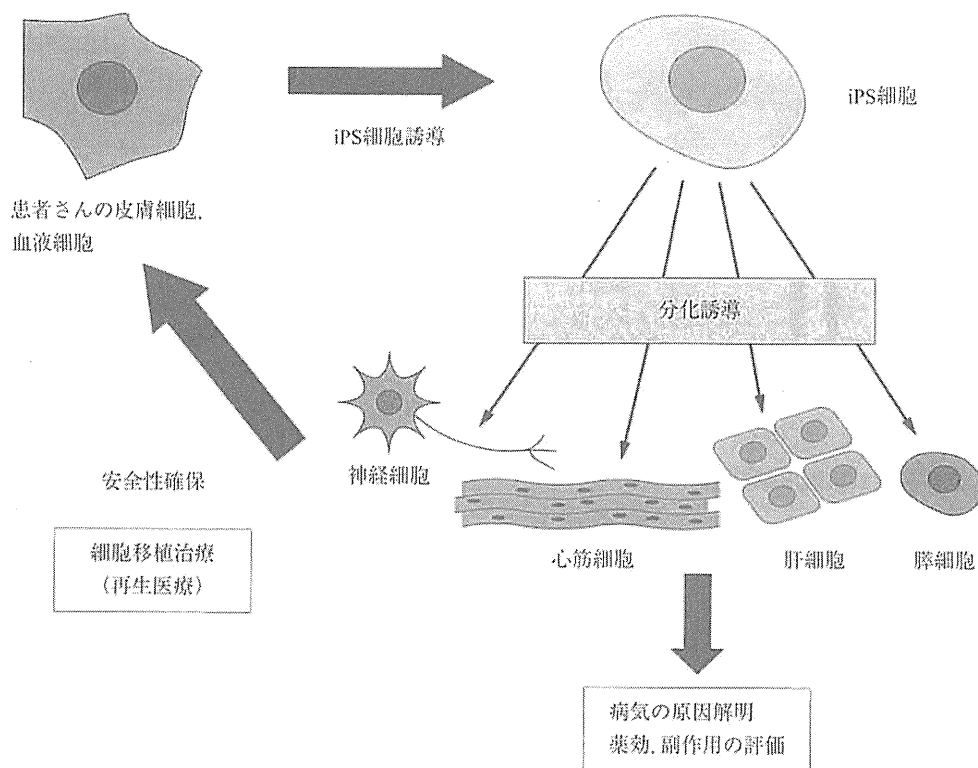 iPS細胞誘導
iPS細胞
患者さんの皮膚細胞,
血液細胞
分化誘導
神経細胞
安全性確保
細胞移植治療
(再生医療)
心筋細胞
肝細胞
膵細胞
病気の原因解明
薬効,副作用の評価